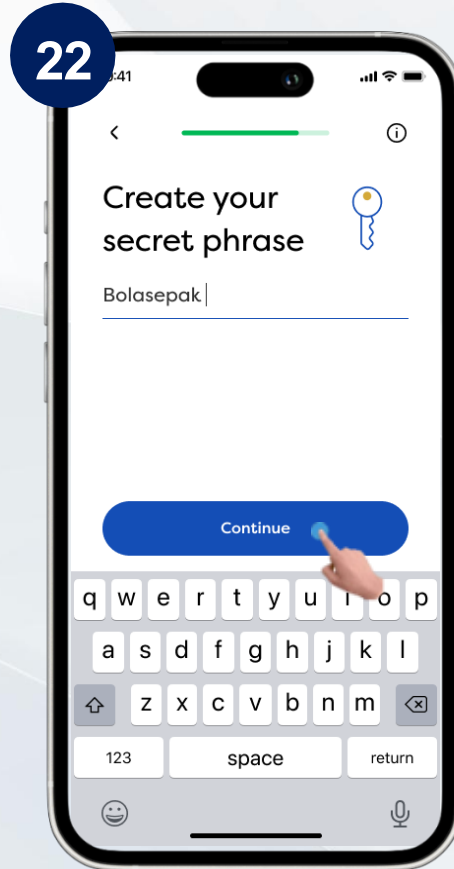 22
:41
Create your
secret phrase
Bolasepak
Continue
q w e r t y u i o p
a s d f g h j k l
z x c v b n m
123 space return